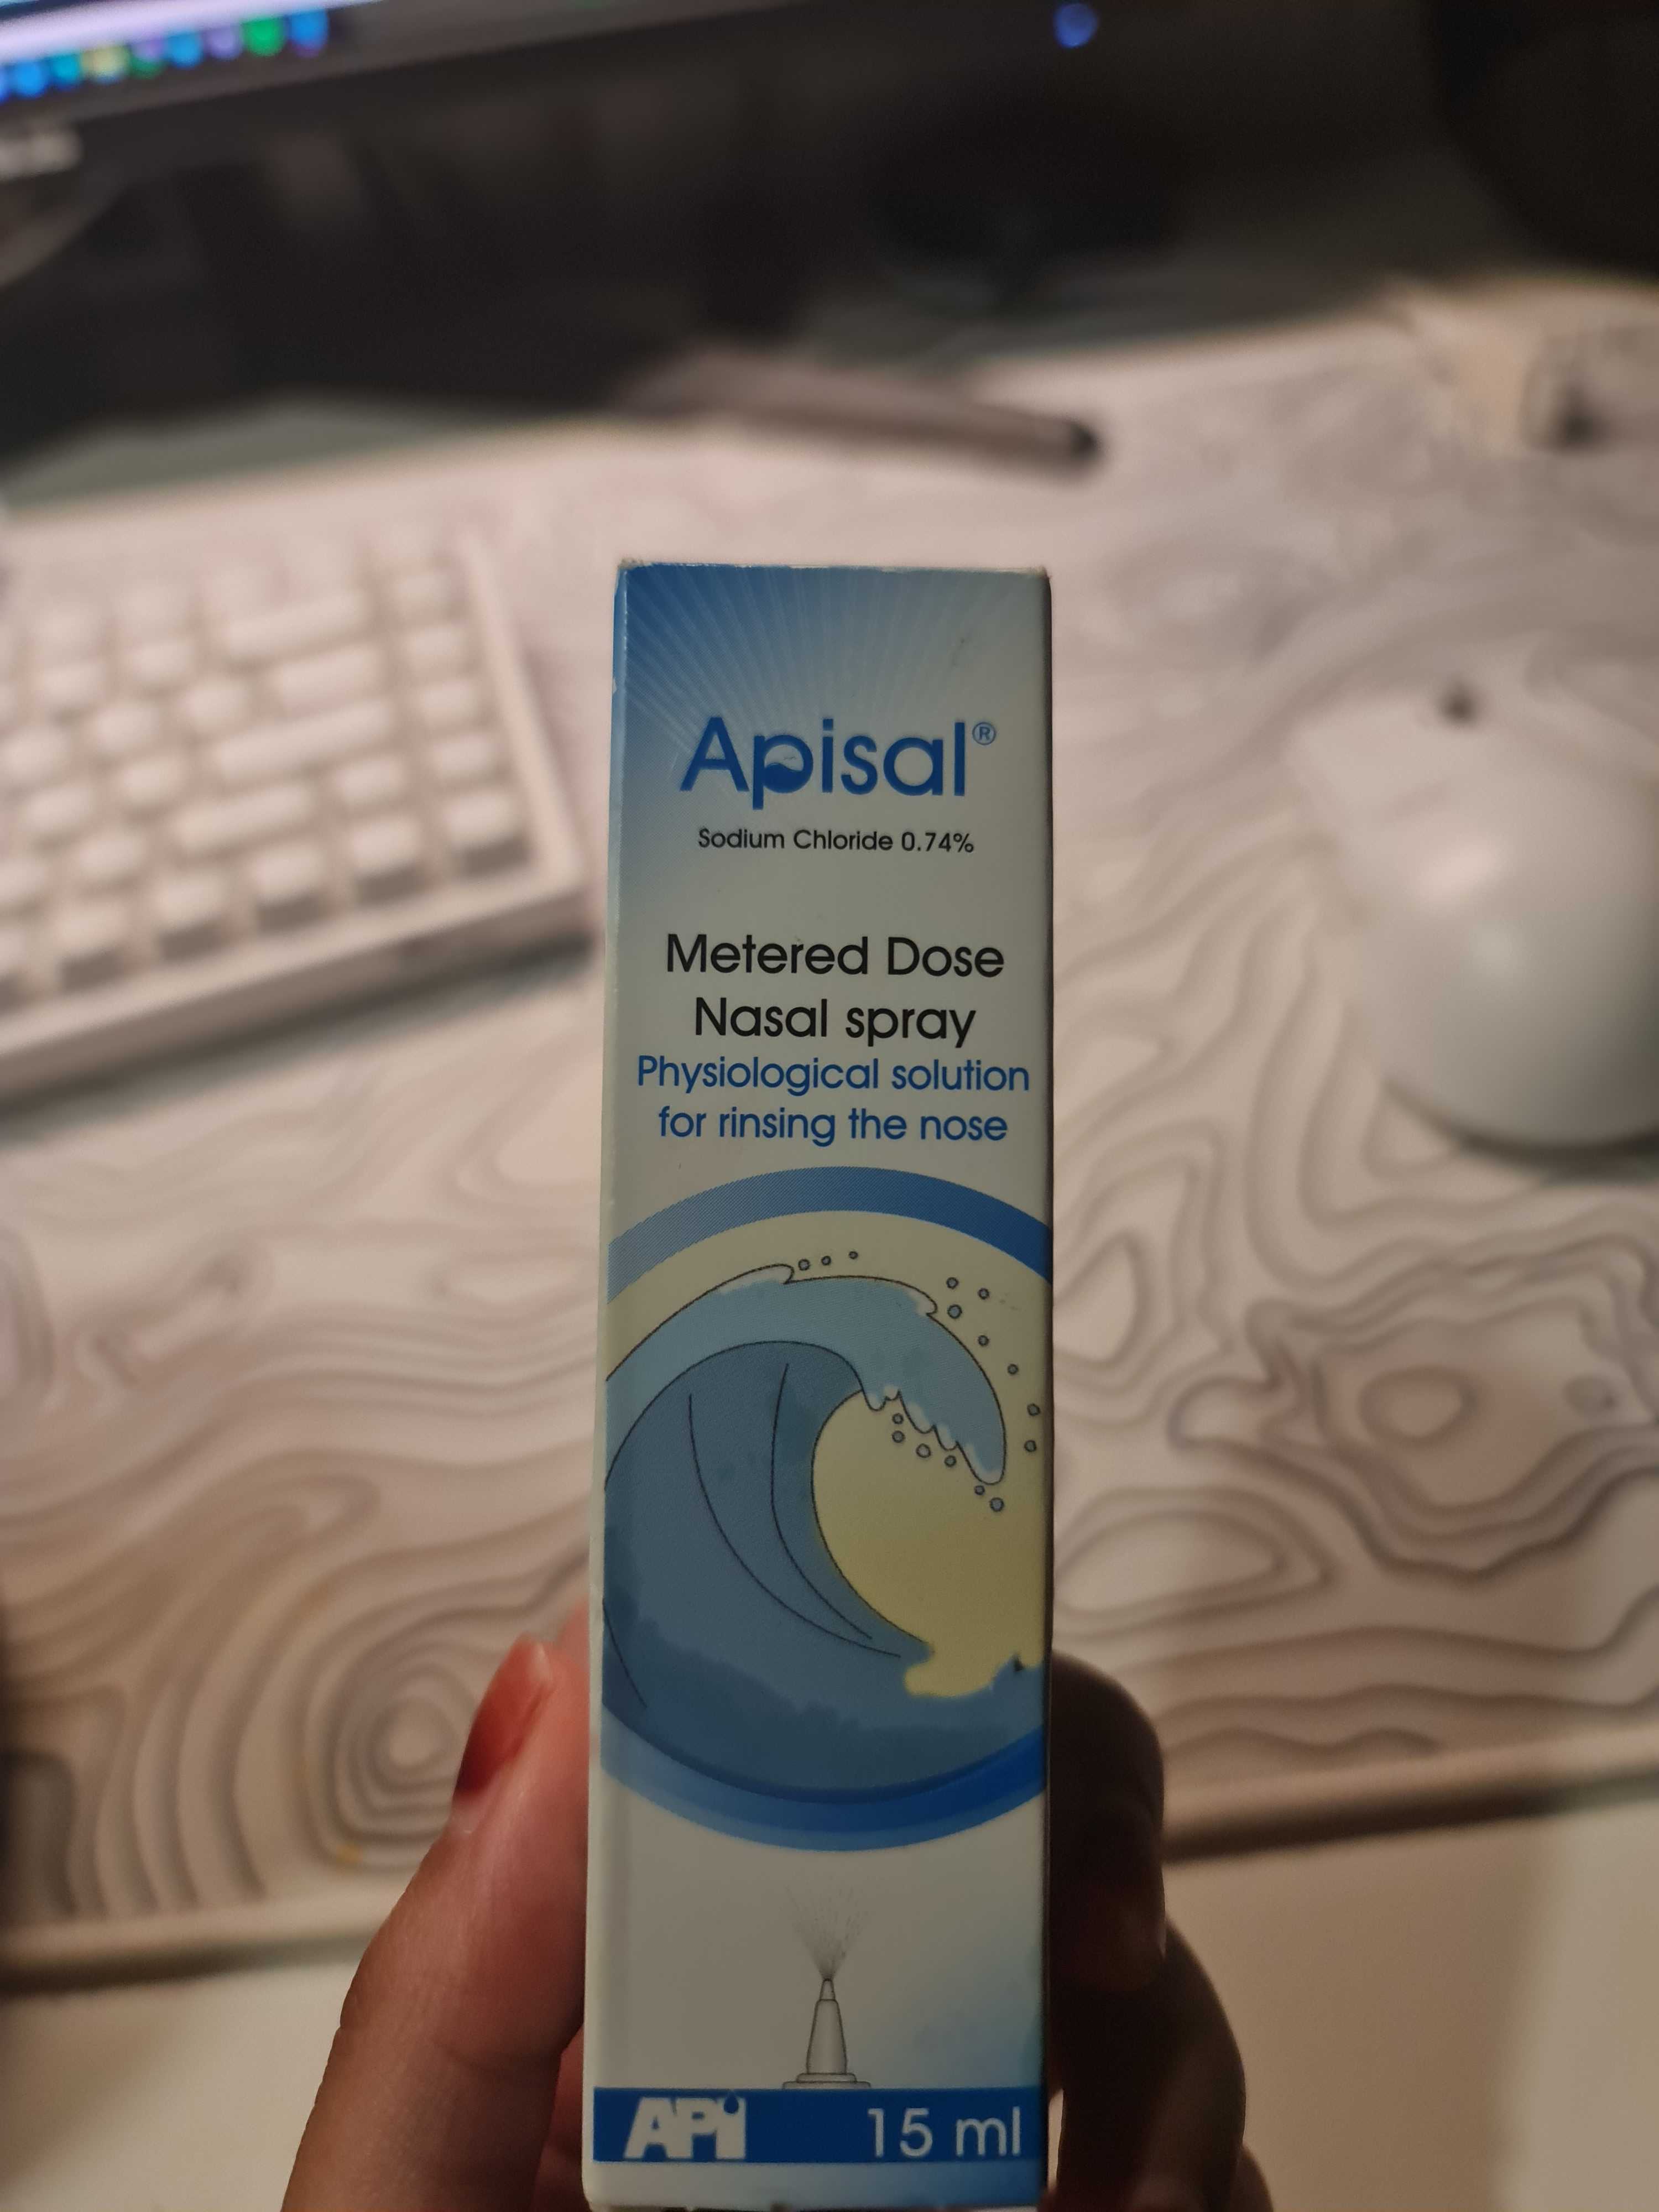 Apisal®
Sodium Chloride 0.74%
Metered Dose
Nasal spray
Physiological solution
for rinsing the nose
API 15 ml